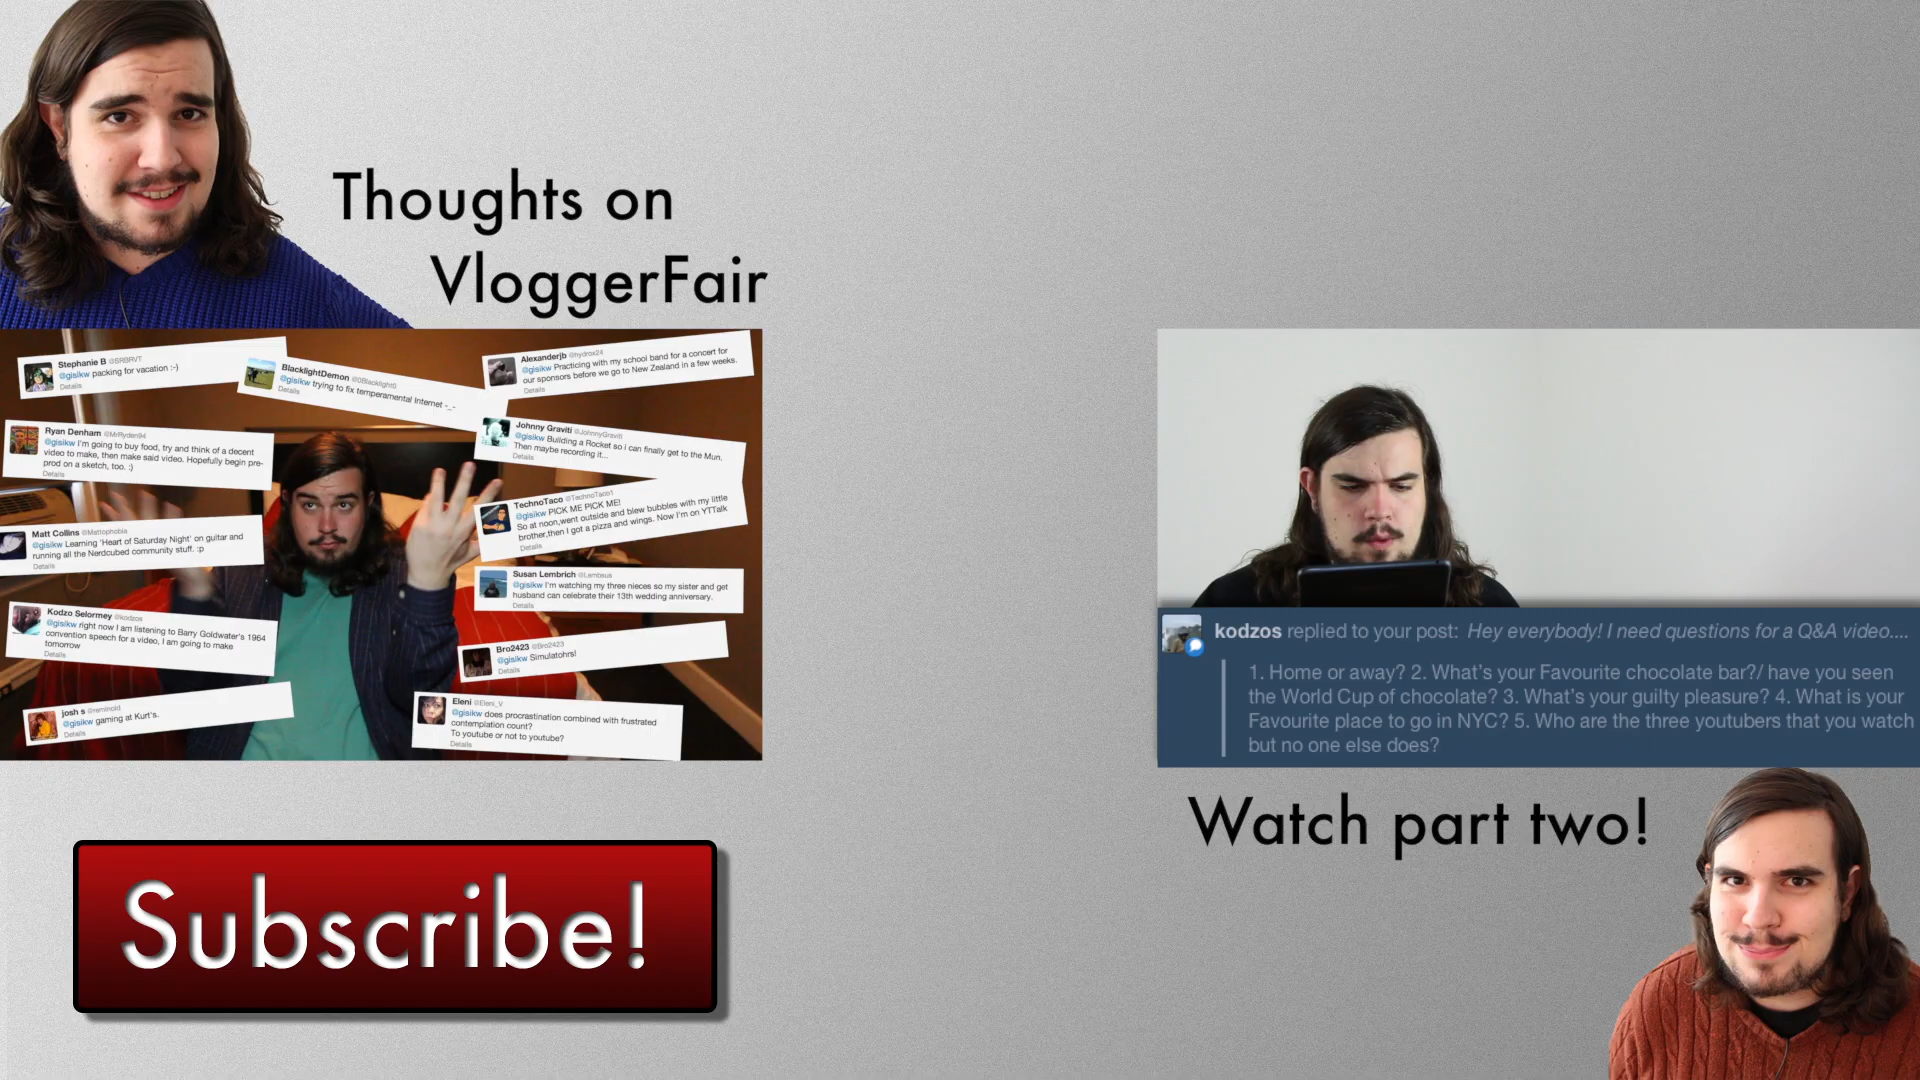 Thoughts on
VloggerFair
Stephanie B @SRBRVT
@gisikw packing for vacation :-)
Details
BlacklightDemon @0Blacklight0
@gisikw trying to fix temperamental Internet -_-
Details
Alexanderjb @hydrox24
@gisikw Practicing with my school band for a concert for
our sponsors before we go to New Zealand in a few weeks.
Details
Ryan Denham @MrRyden94
@gisikw I'm going to buy food, try and think of a decent
video to make, then make said video. Hopefully begin pre-
prod on a sketch, too. :)
Details
Johnny Graviti @JohnnyGraviti
@gisikw Building a Rocket so i can finally get to the Mun.
Then maybe recording it...
Details
TechnoTaco @TechnoTaco1
@gisikw PICK ME PICK ME!
So at noon,went outside and blew bubbles with my little
brother,then I got a pizza and wings. Now I'm on YTTalk
Details
Matt Collins @Mattophobia
@gisikw Learning 'Heart of Saturday Night' on guitar and
running all the Nerdcubed community stuff. :p
Details
Susan Lembrich @Lembsus
@gisikw I'm watching my three nieces so my sister and get
husband can celebrate their 13th wedding anniversary.
Details
Kodzo Selormey @kodzos
@gisikw right now I am listening to Barry Goldwater's 1964
convention speech for a video, I am going to make
tomorrow
Details
Bro2423 @Bro2423
@gisikw Simulatohrs!
Details
josh s @reminoid
@gisikw gaming at Kurt's.
Details
Eleni @Eleni_V
@gisikw does procrastination combined with frustrated
contemplation count?
To youtube or not to youtube?
Details
kodzos replied to your post: Hey everybody! I need questions for a Q&A video....
1. Home or away? 2. What's your Favourite chocolate bar?/ have you seen
the World Cup of chocolate? 3. What's your guilty pleasure? 4. What is your
Favourite place to go in NYC? 5. Who are the three youtubers that you watch
but no one else does?
Watch part two!
Subscribe!